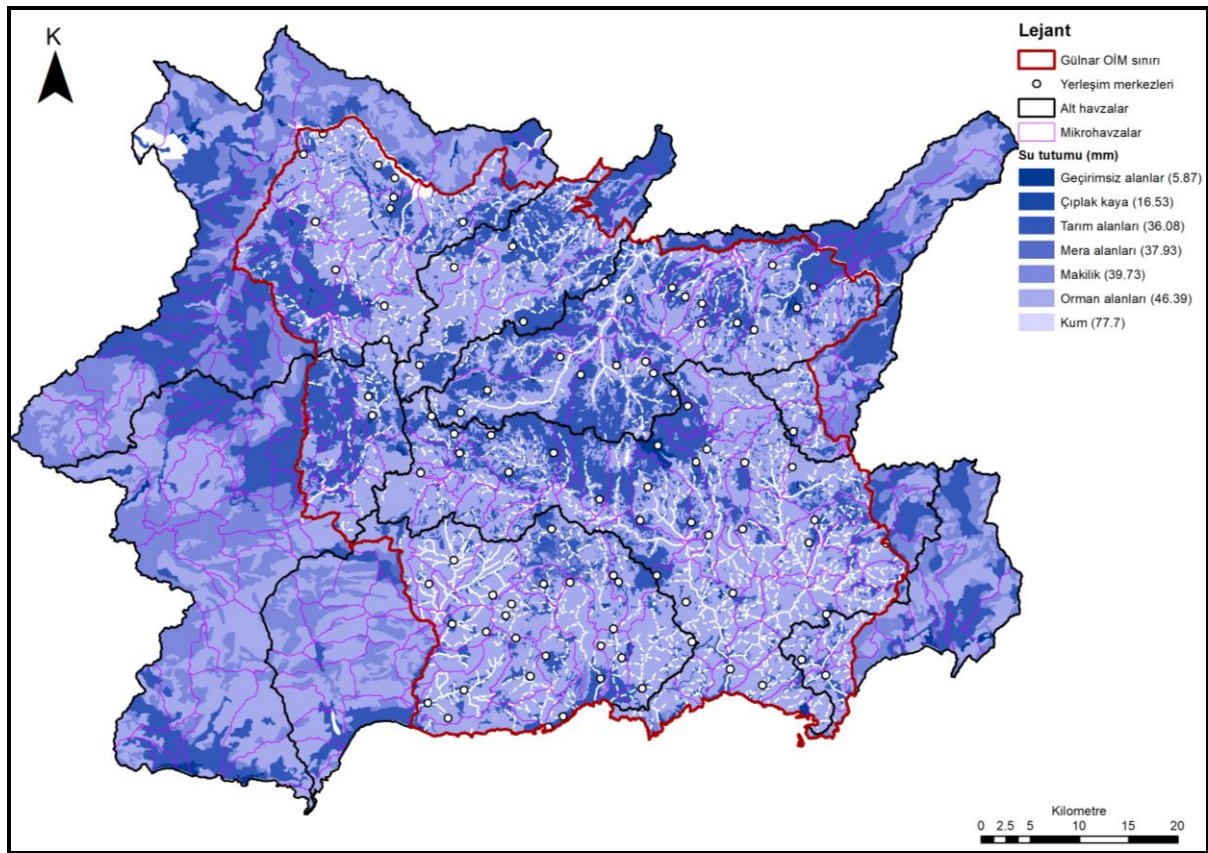 K
Lejant
Gülnar OİM sınırı
Yerleşim merkezleri
Alt havzalar
Mikrohavzalar
Su tutumu (mm)
Geçirimsiz alanlar (5.87)
Çıplak kaya (16.53)
Tarım alanları (36.08)
Mera alanları (37.93)
Makilik (39.73)
Orman alanları (46.39)
Kum (77.7)
Kilometre
0 2.5 5 10 15 20